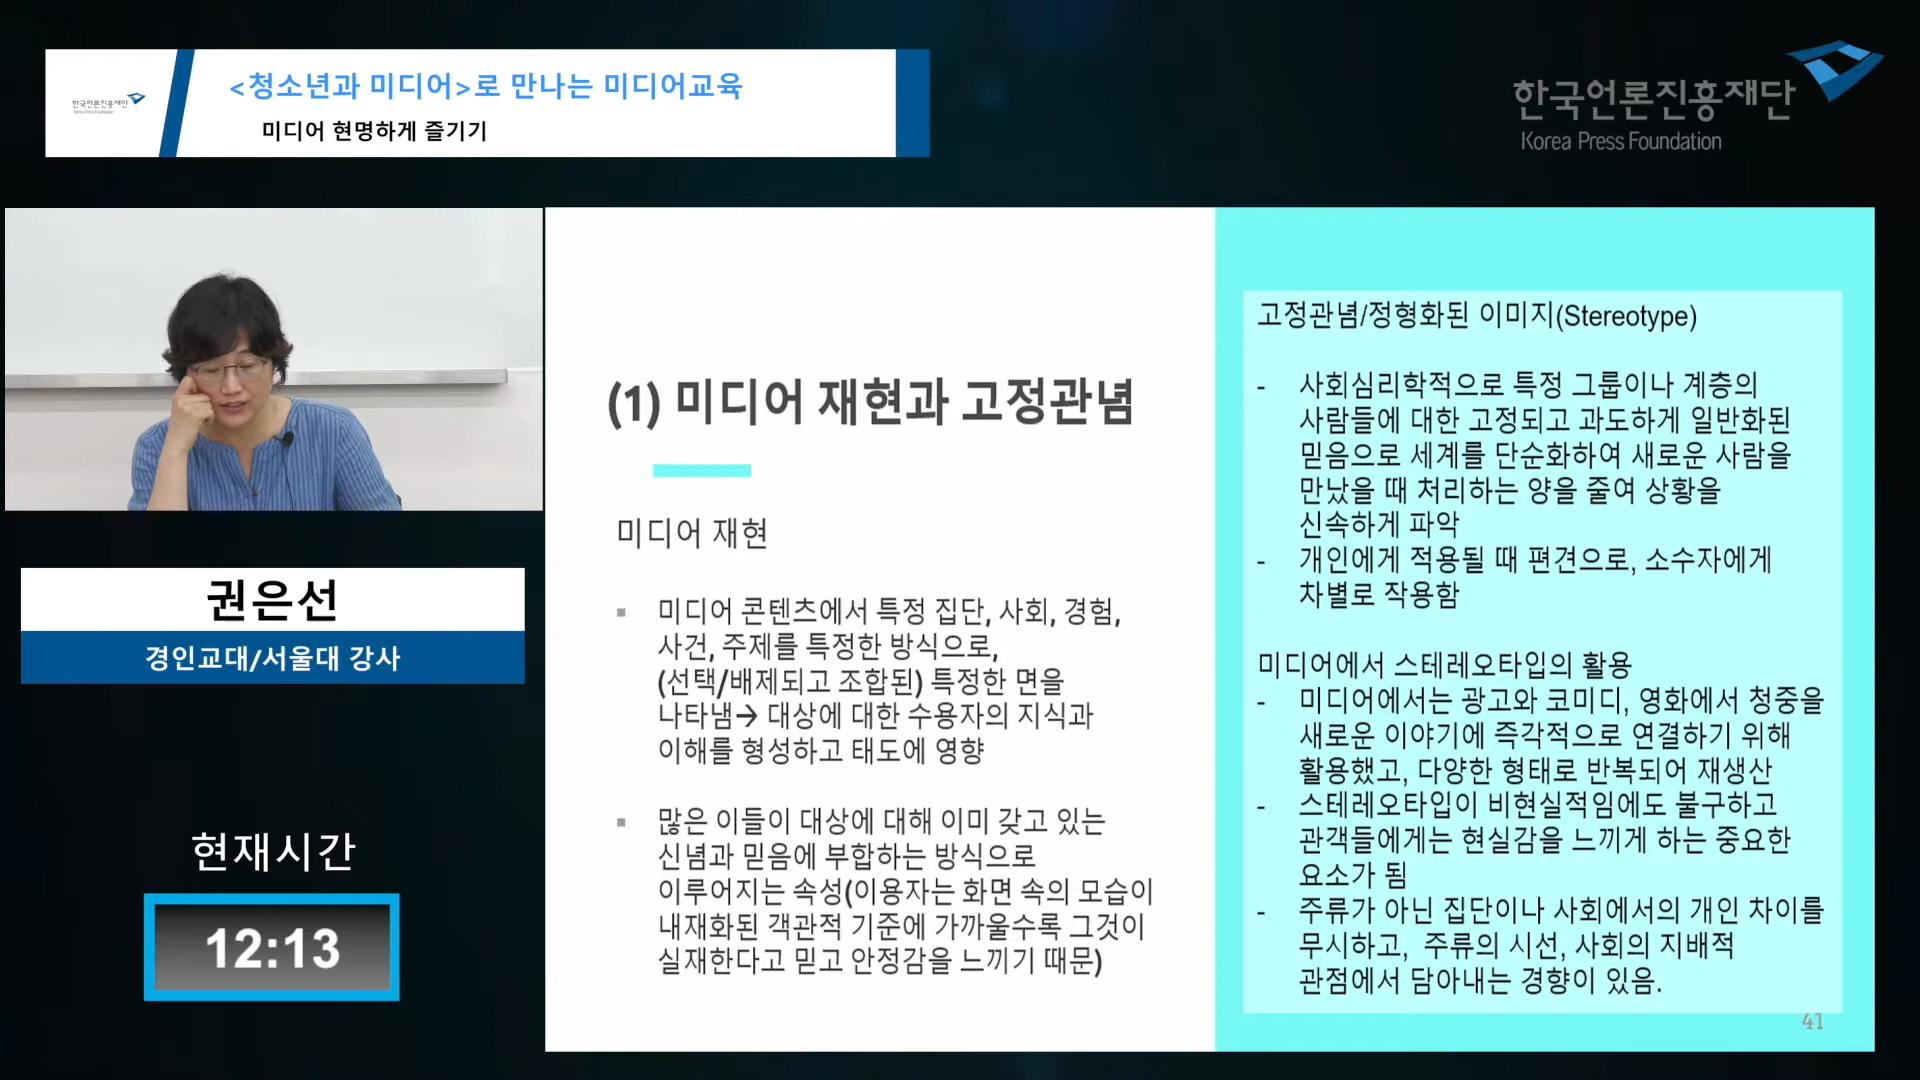 <청소년과 미디어>로 만나는 미디어교육
미디어 현명하게 즐기기
한국언론진흥재단
Korea Press Foundation
한국언론진흥재단
Korea Press Foundation
권은선
경인교대/서울대 강사
현재시간
12:13
(1) 미디어 재현과 고정관념
미디어 재현
▪ 미디어 콘텐츠에서 특정 집단, 사회, 경험,
사건, 주제를 특정한 방식으로,
(선택/배제되고 조합된) 특정한 면을
나타냄→ 대상에 대한 수용자의 지식과
이해를 형성하고 태도에 영향
▪ 많은 이들이 대상에 대해 이미 갖고 있는
신념과 믿음에 부합하는 방식으로
이루어지는 속성(이용자는 화면 속의 모습이
내재화된 객관적 기준에 가까울수록 그것이
실재한다고 믿고 안정감을 느끼기 때문)
고정관념/정형화된 이미지(Stereotype)
- 사회심리학적으로 특정 그룹이나 계층의
사람들에 대한 고정되고 과도하게 일반화된
믿음으로 세계를 단순화하여 새로운 사람을
만났을 때 처리하는 양을 줄여 상황을
신속하게 파악
- 개인에게 적용될 때 편견으로, 소수자에게
차별로 작용함
미디어에서 스테레오타입의 활용
- 미디어에서는 광고와 코미디, 영화에서 청중을
새로운 이야기에 즉각적으로 연결하기 위해
활용했고, 다양한 형태로 반복되어 재생산
- 스테레오타입이 비현실적임에도 불구하고
관객들에게는 현실감을 느끼게 하는 중요한
요소가 됨
- 주류가 아닌 집단이나 사회에서의 개인 차이를
무시하고, 주류의 시선, 사회의 지배적
관점에서 담아내는 경향이 있음.
41